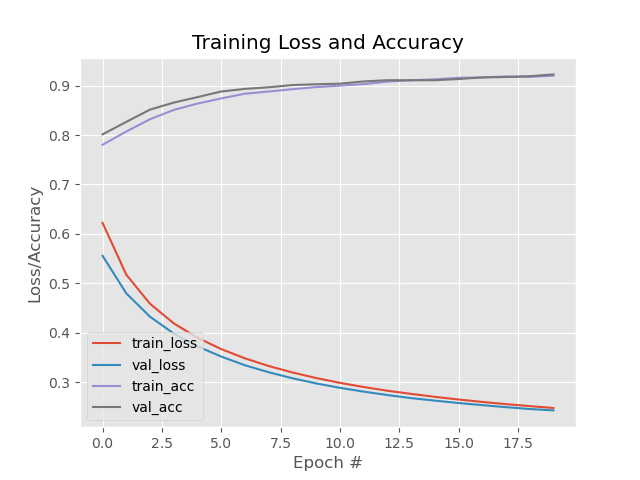 Training Loss and Accuracy
Loss/Accuracy
0.9
0.8
0.7
0.6
0.5
0.4
0.3
train_loss
val_loss
train_acc
val_acc
0.0 2.5 5.0 7.5 10.0 12.5 15.0 17.5
Epoch #